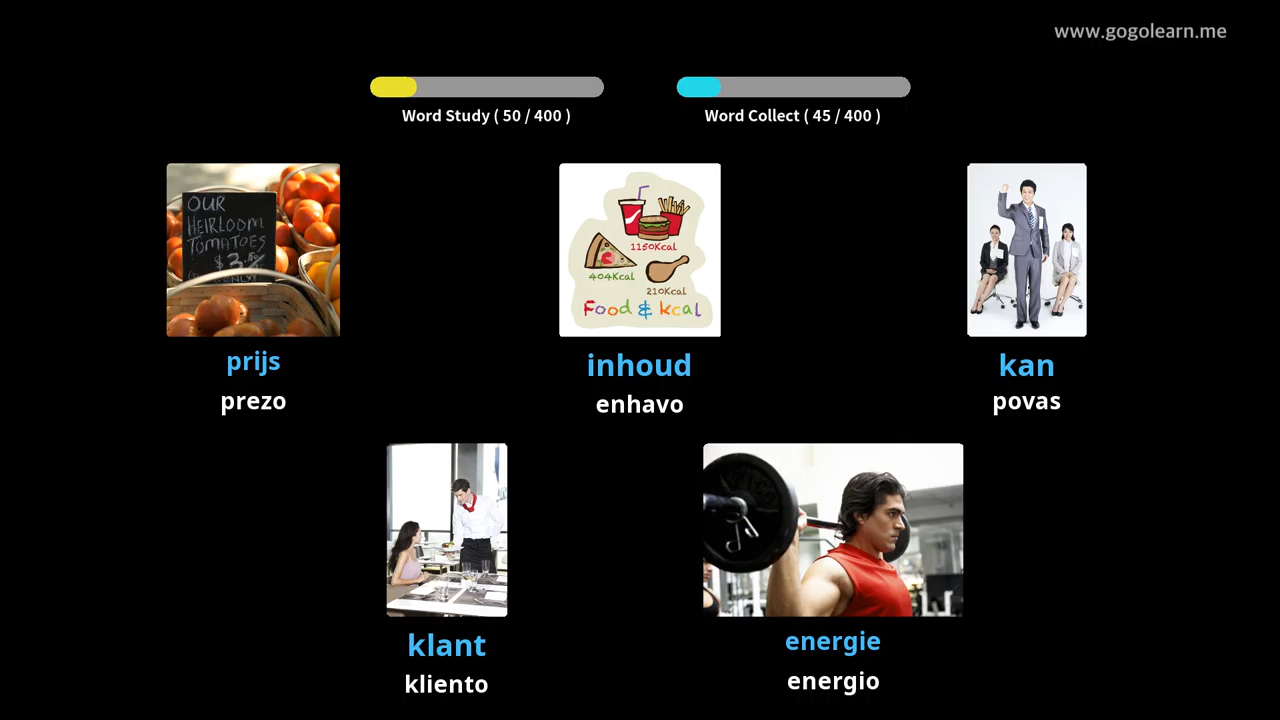 www.gogolearn.me
Word Study ( 50 / 400 )
Word Collect ( 45 / 400 )
OUR
HEIRLOOM
TOMATOES
1150Kcal
404Kcal
210Kcal
Food & kcal
prijs
prezo
inhoud
enhavo
kan
povas
klant
kliento
energie
energio